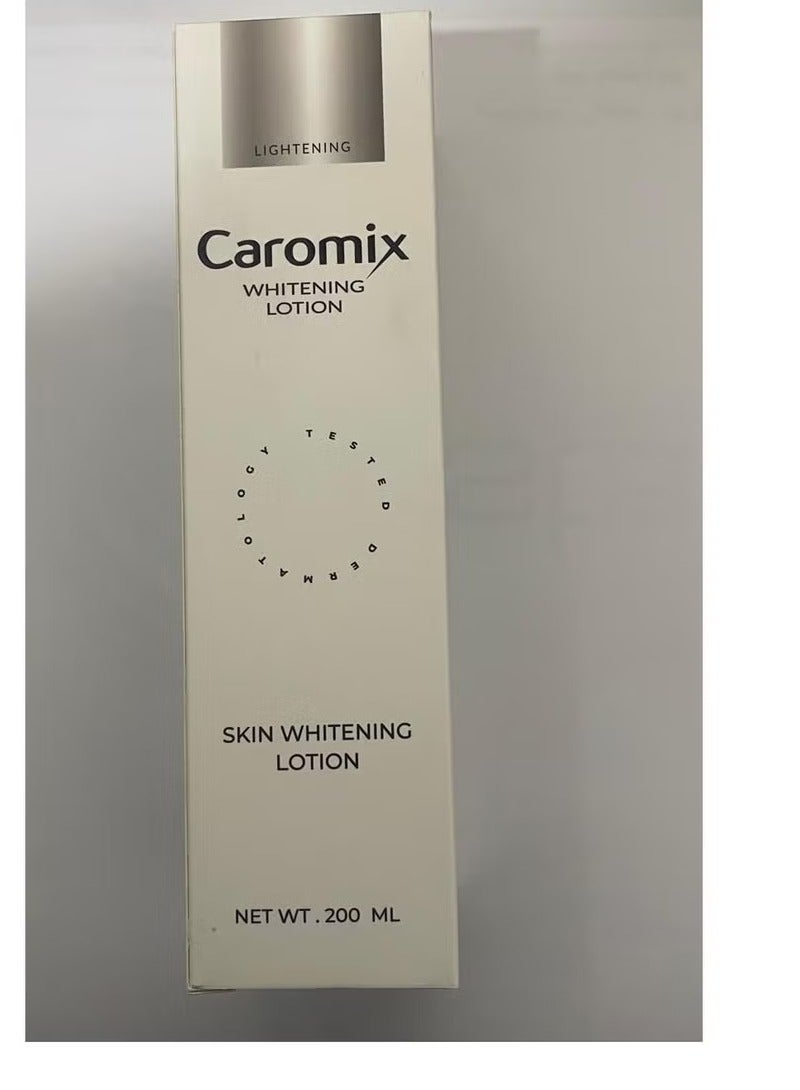 LIGHTENING
Caromix
WHITENING
LOTION
TESTED DERMATOLOGY
SKIN WHITENING
LOTION
NET WT . 200 ML